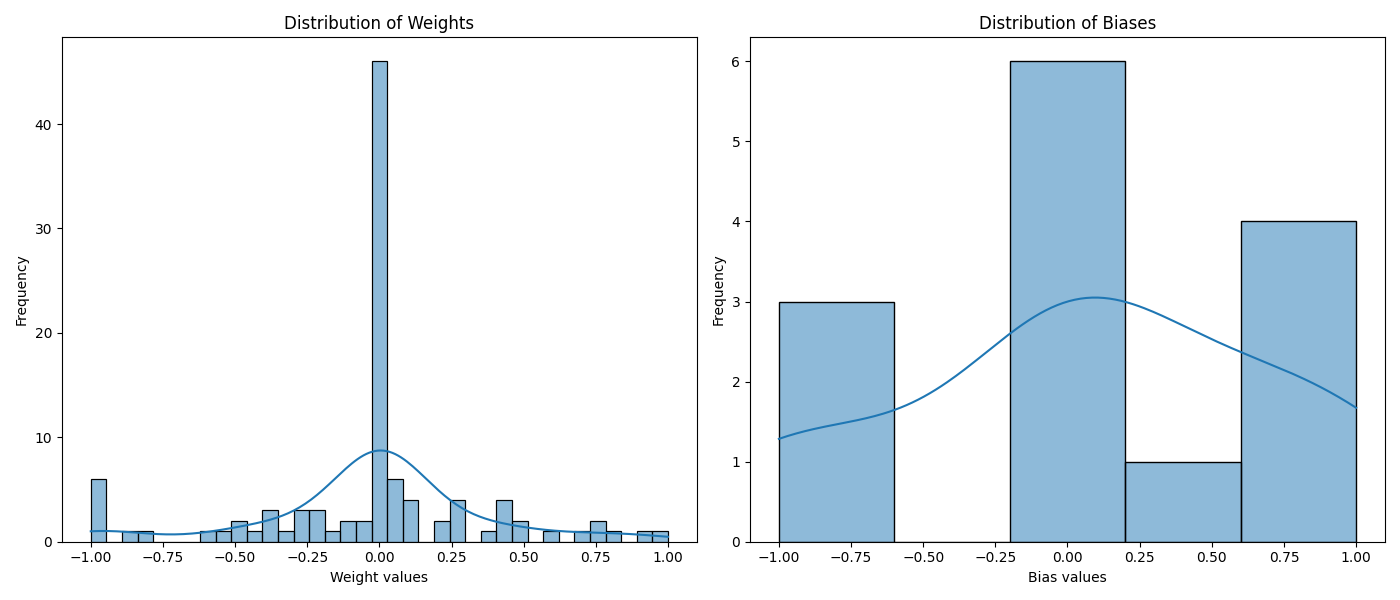 Distribution of Weights
Frequency
40
30
20
10
0
−1.00 −0.75 −0.50 −0.25 0.00 0.25 0.50 0.75 1.00
Weight values
Distribution of Biases
Frequency
6
5
4
3
2
1
0
−1.00 −0.75 −0.50 −0.25 0.00 0.25 0.50 0.75 1.00
Bias values